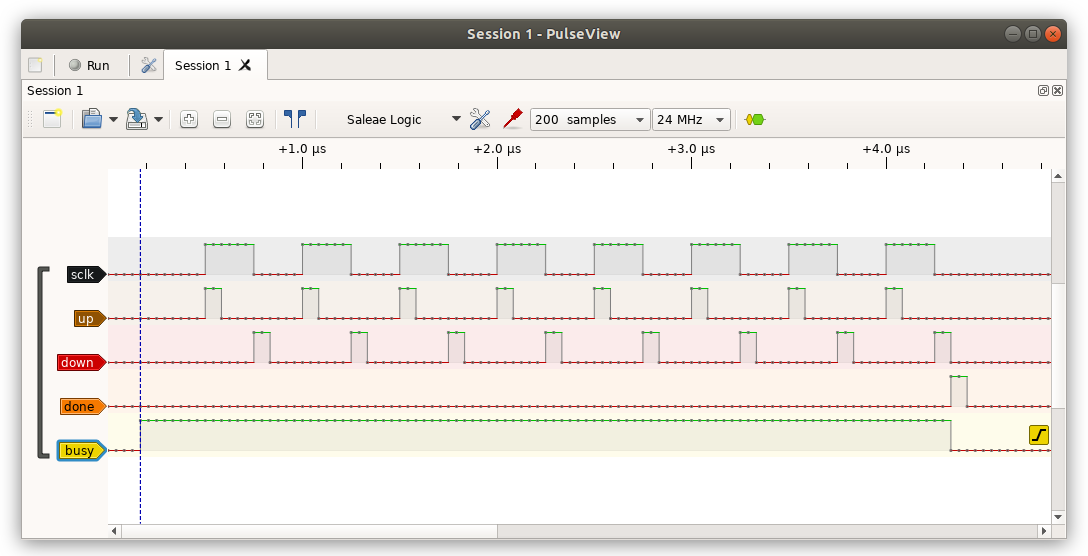 Session 1 - PulseView
Run
Session 1
Session 1
Saleae Logic
200 samples
24 MHz
+1.0 µs +2.0 µs +3.0 µs +4.0 µs
sclk
up
down
done
busy